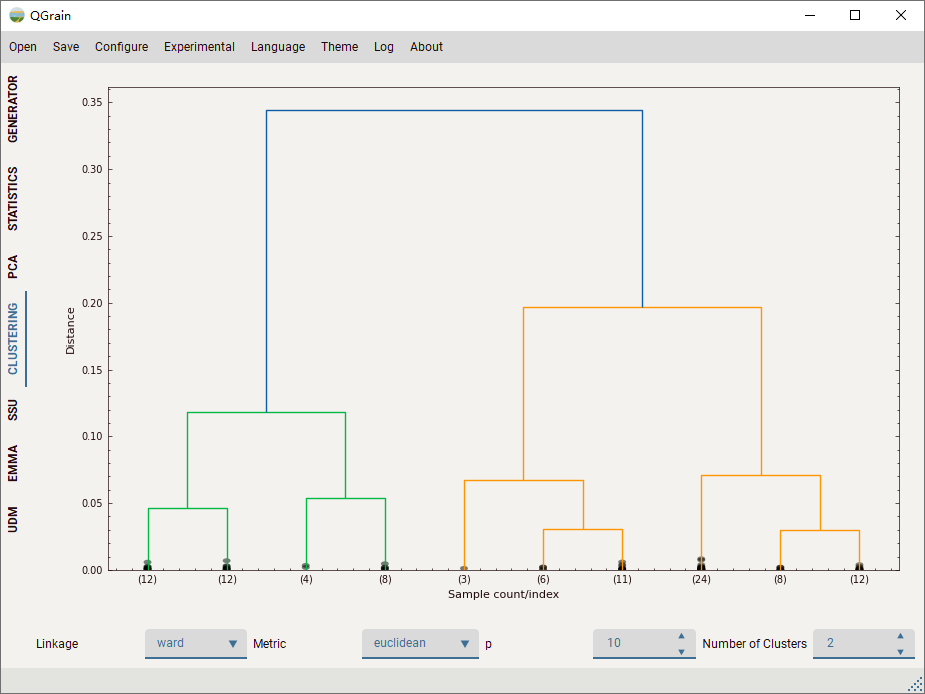 QGrain
Open Save Configure Experimental Language Theme Log About
GENERATOR
STATISTICS
PCA
CLUSTERING
SSU
EMMA
UDM
Distance
0.35
0.30
0.25
0.20
0.15
0.10
0.05
0.00
(12) (12) (4) (8) (3) (6) (11) (24) (8) (12)
Sample count/index
Linkage ward Metric euclidean p 10 Number of Clusters 2